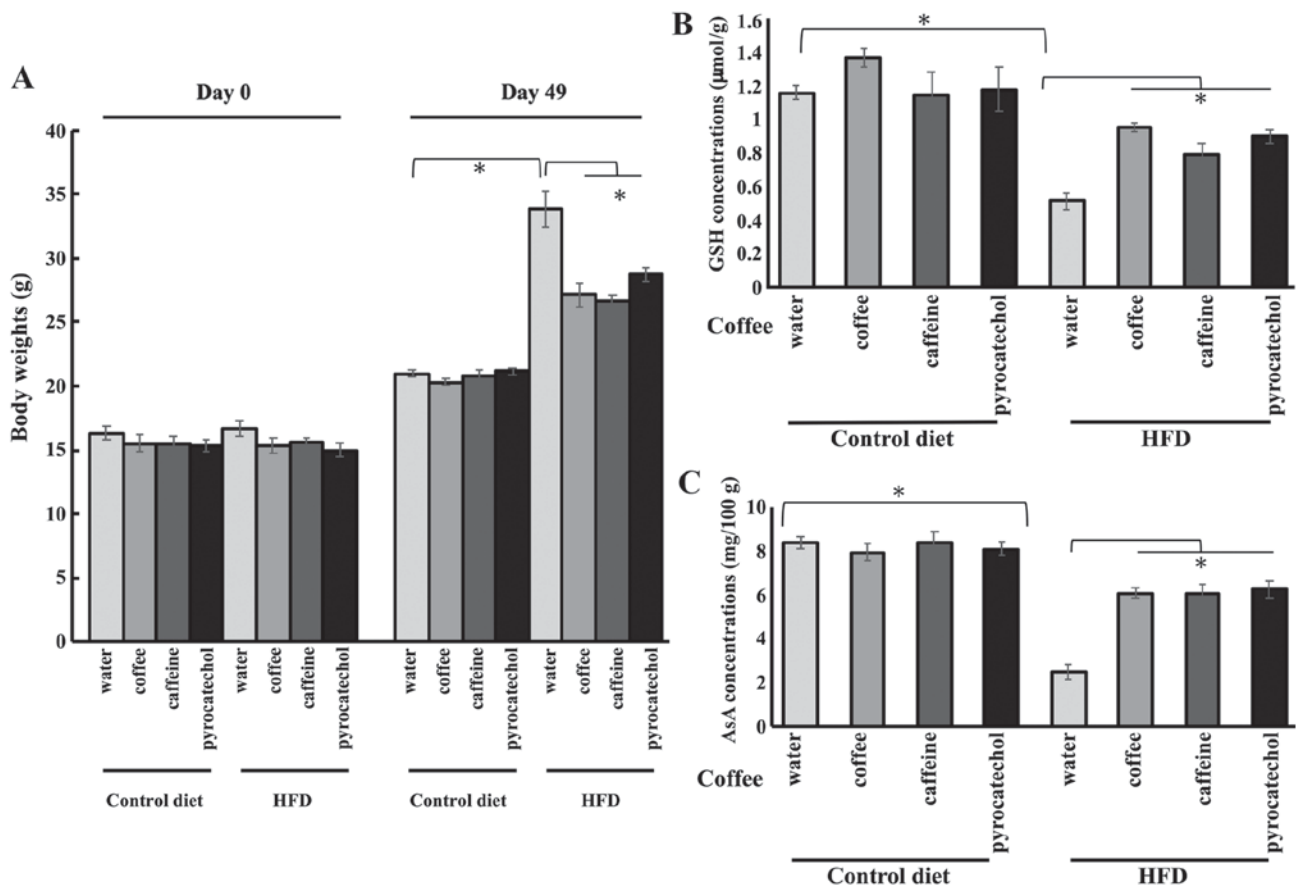 A
Day 0
Day 49
Body weights (g)
40
35
30
25
20
15
10
5
0
*
*
water
coffee
caffeine
pyrocatechol
water
coffee
caffeine
pyrocatechol
water
coffee
caffeine
pyrocatechol
water
coffee
caffeine
pyrocatechol
Control diet
HFD
Control diet
HFD
B
GSH concentrations (μmol/g)
1.6
1.4
1.2
1
0.8
0.6
0.4
0.2
0
*
*
Coffee
water
coffee
caffeine
pyrocatechol
water
coffee
caffeine
pyrocatechol
Control diet
HFD
C
AsA concentrations (mg/100 g)
10
8
6
4
2
0
*
*
Coffee
water
coffee
caffeine
pyrocatechol
water
coffee
caffeine
pyrocatechol
Control diet
HFD